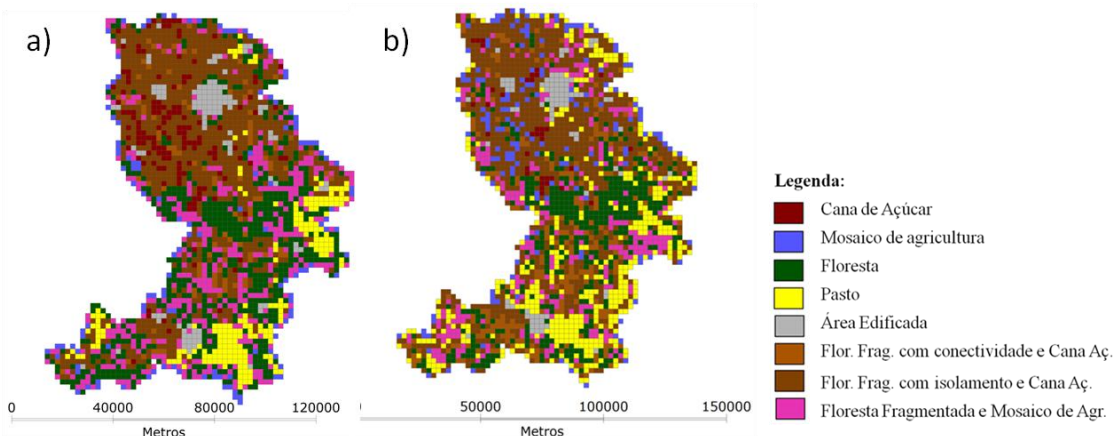 a)
b)
Legenda:
Cana de Açúcar
Mosaico de agricultura
Floresta
Pasto
Área Edificada
Flor. Frag. com conectividade e Cana Aç.
Flor. Frag. com isolamento e Cana Aç.
Floresta Fragmentada e Mosaico de Agr.
0 40000 80000 120000
Metros
50000 100000 150000
Metros